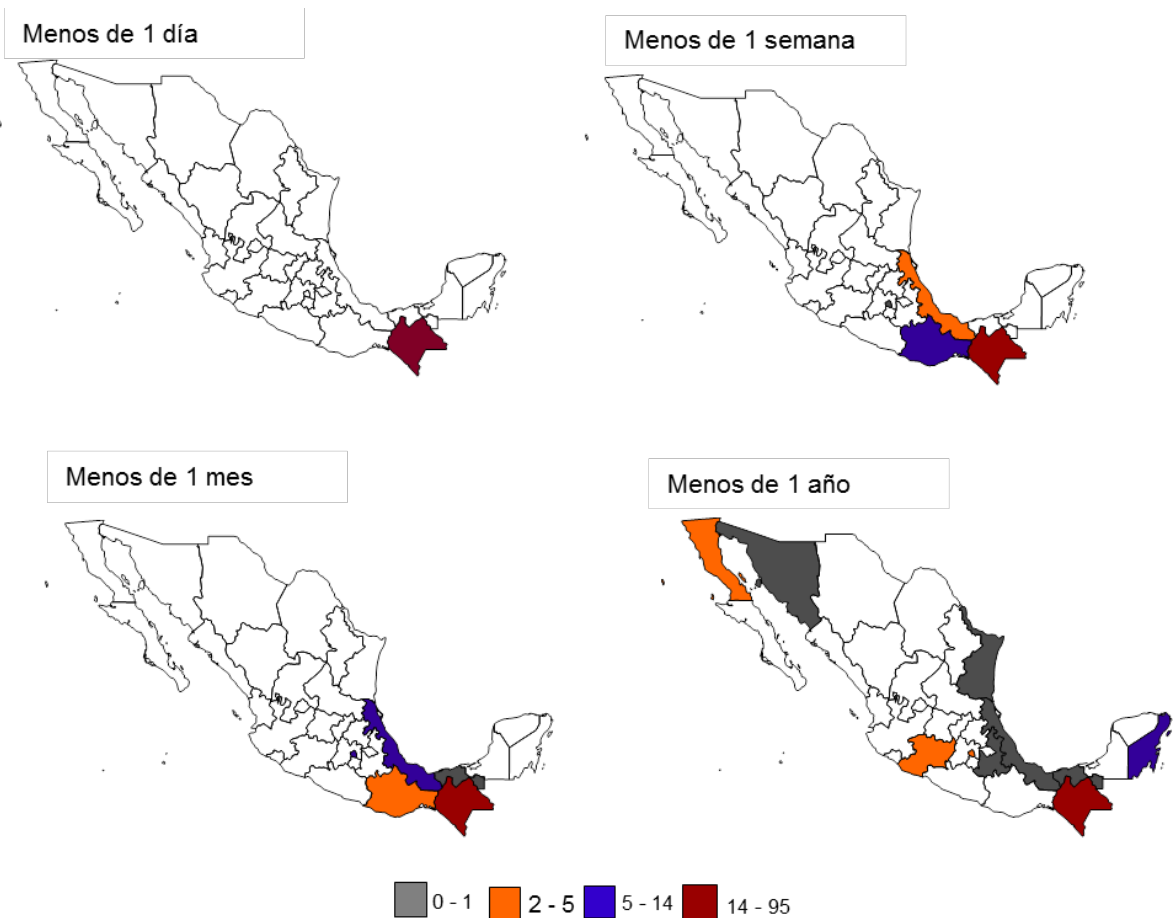 Menos de 1 día
Menos de 1 semana
Menos de 1 mes
Menos de 1 año
0 - 1 2 - 5 5 - 14 14 - 95